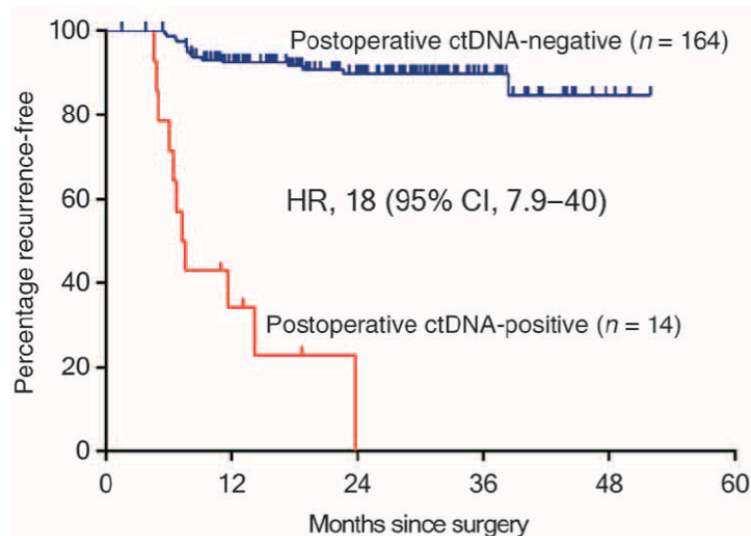 Percentage recurrence-free
100
80
60
40
20
0
Postoperative ctDNA-negative (n = 164)
HR, 18 (95% CI, 7.9–40)
Postoperative ctDNA-positive (n = 14)
0 12 24 36 48 60
Months since surgery